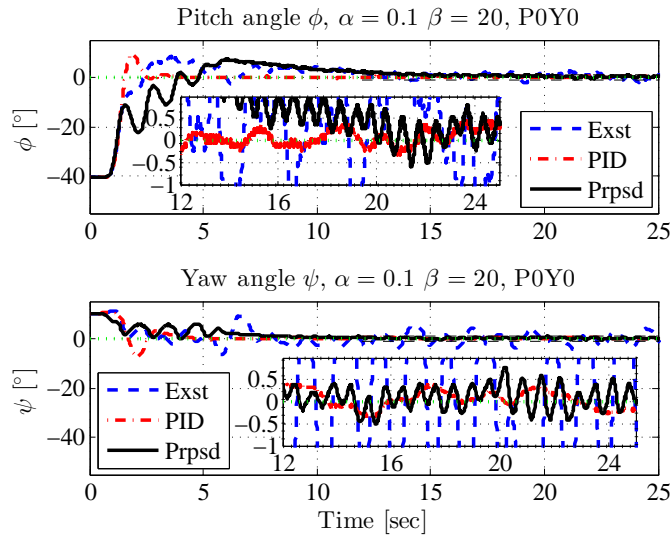 Pitch angle ϕ, α = 0.1 β = 20, P0Y0
ϕ [°]
0
−20
−40
0.5
0
−0.5
−1
12 16 20 24
Exst
PID
Prpsd
0 5 10 15 20 25
Yaw angle ψ, α = 0.1 β = 20, P0Y0
ψ [°]
0
−20
−40
0.5
0
−0.5
−1
12 16 20 24
Exst
PID
Prpsd
0 5 10 15 20 25
Time [sec]